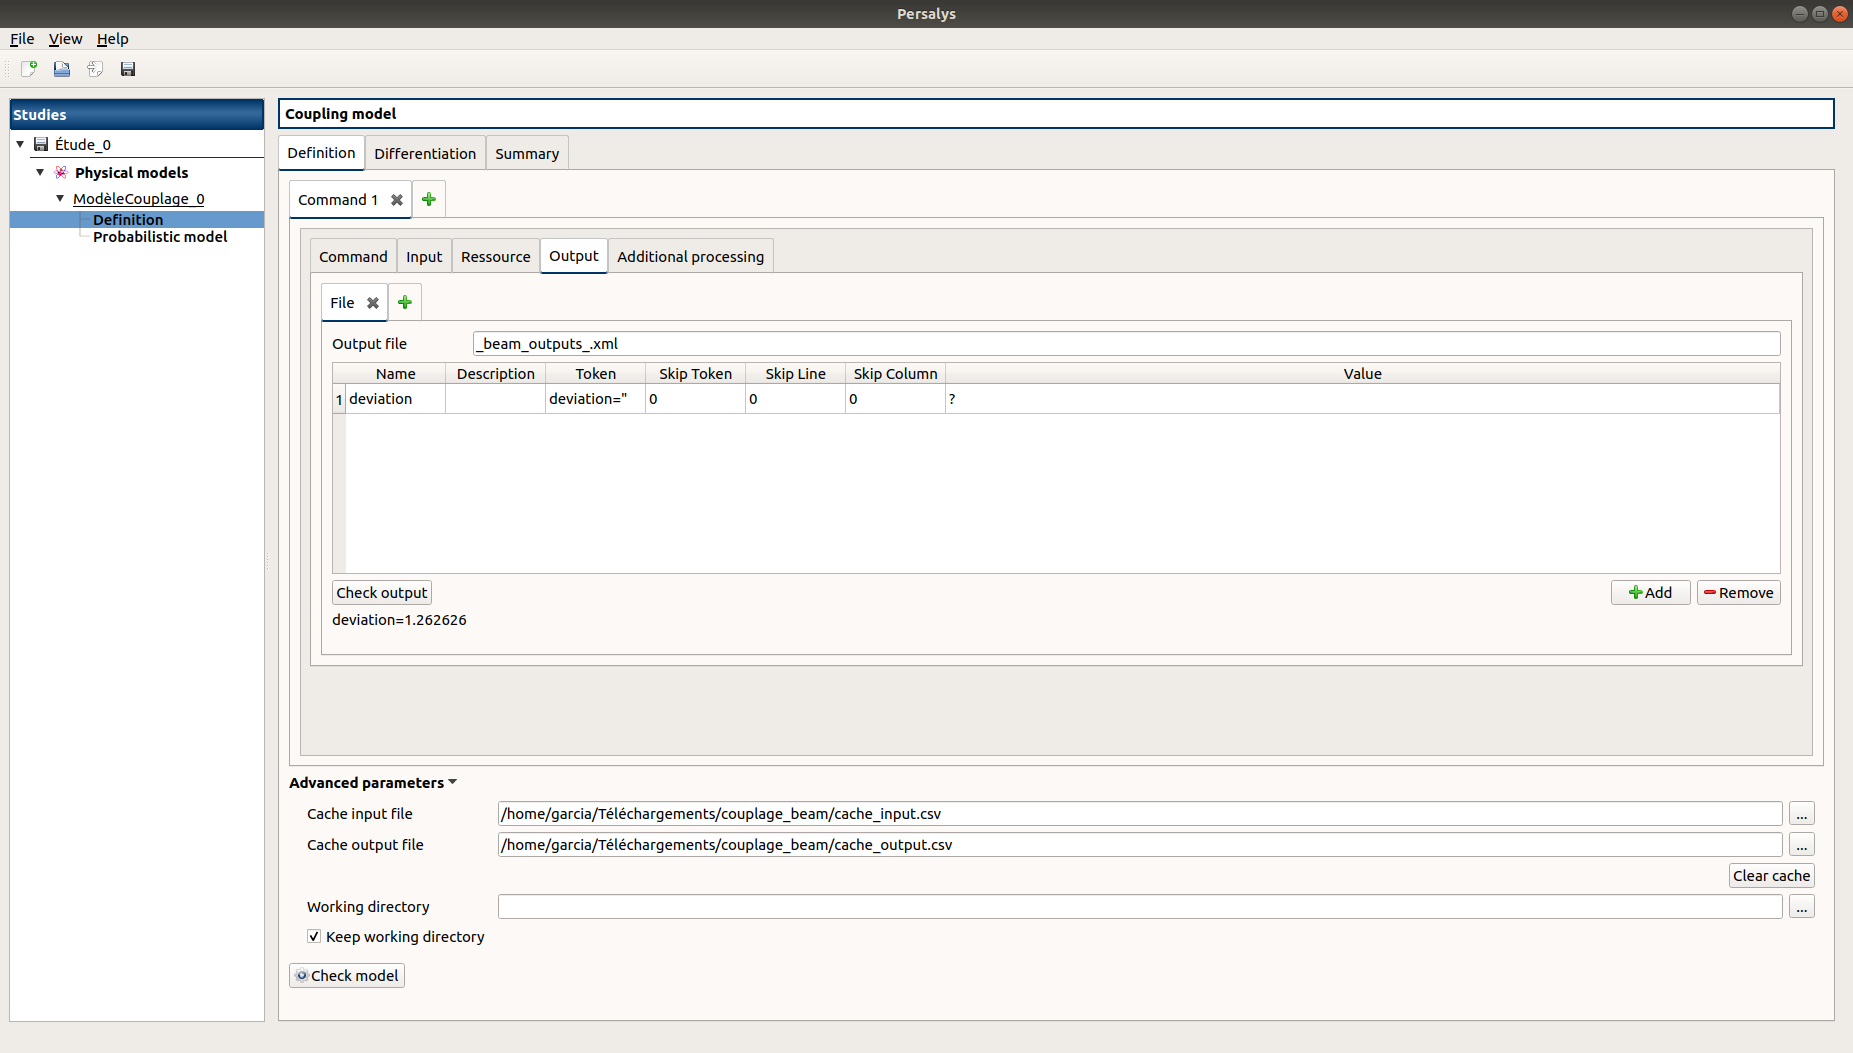 Persalys
File View Help
Studies
Étude_0
Physical models
ModèleCouplage_0
Definition
Probabilistic model
Coupling model
Definition Differentiation Summary
Command 1
Command Input Ressource Output Additional processing
File
Output file _beam_outputs_.xml
Name Description Token Skip Token Skip Line Skip Column Value
1 deviation deviation=" 0 0 0 ?
Check output Add Remove
deviation=1.262626
Advanced parameters
Cache input file /home/garcia/Téléchargements/couplage_beam/cache_input.csv ...
Cache output file /home/garcia/Téléchargements/couplage_beam/cache_output.csv ...
Clear cache
Working directory ...
Keep working directory
Check model